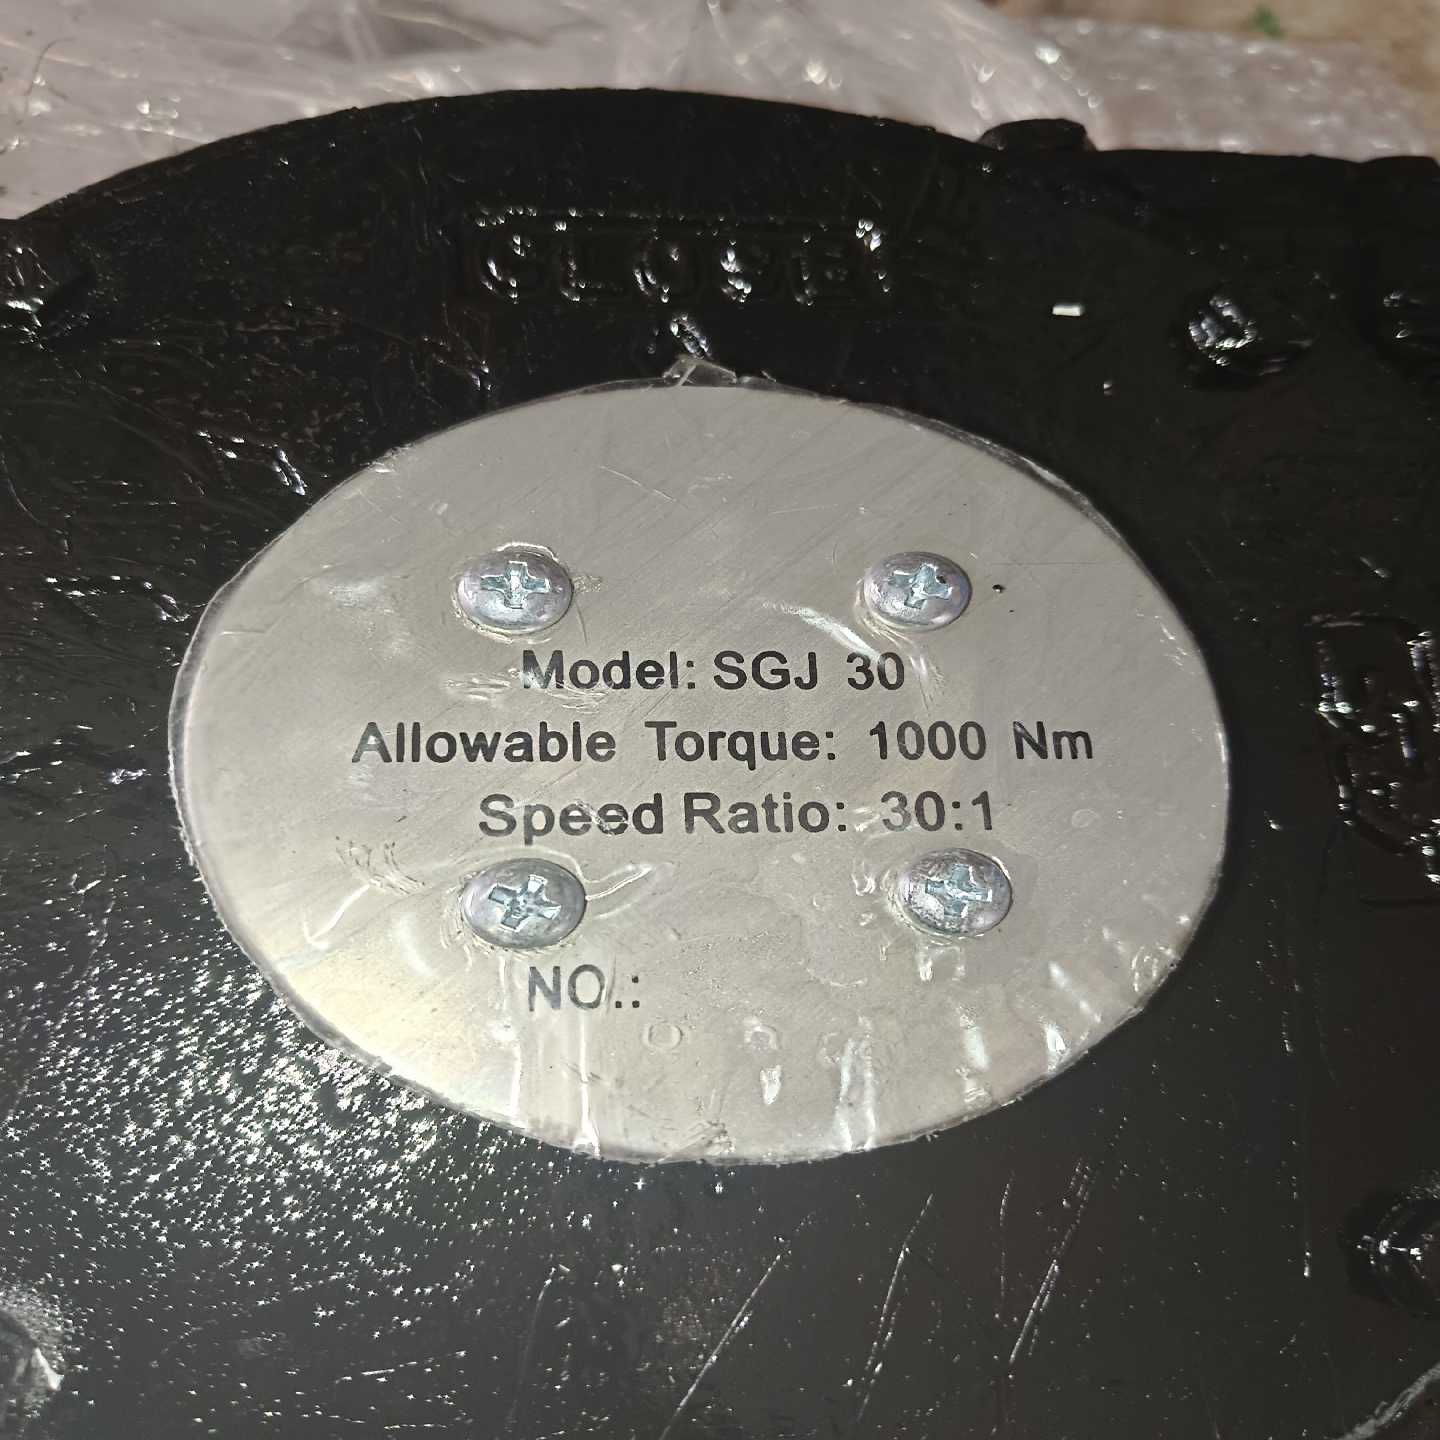 CLOSE
Model: SGJ 30
Allowable Torque: 1000 Nm
Speed Ratio: 30:1
NO.: